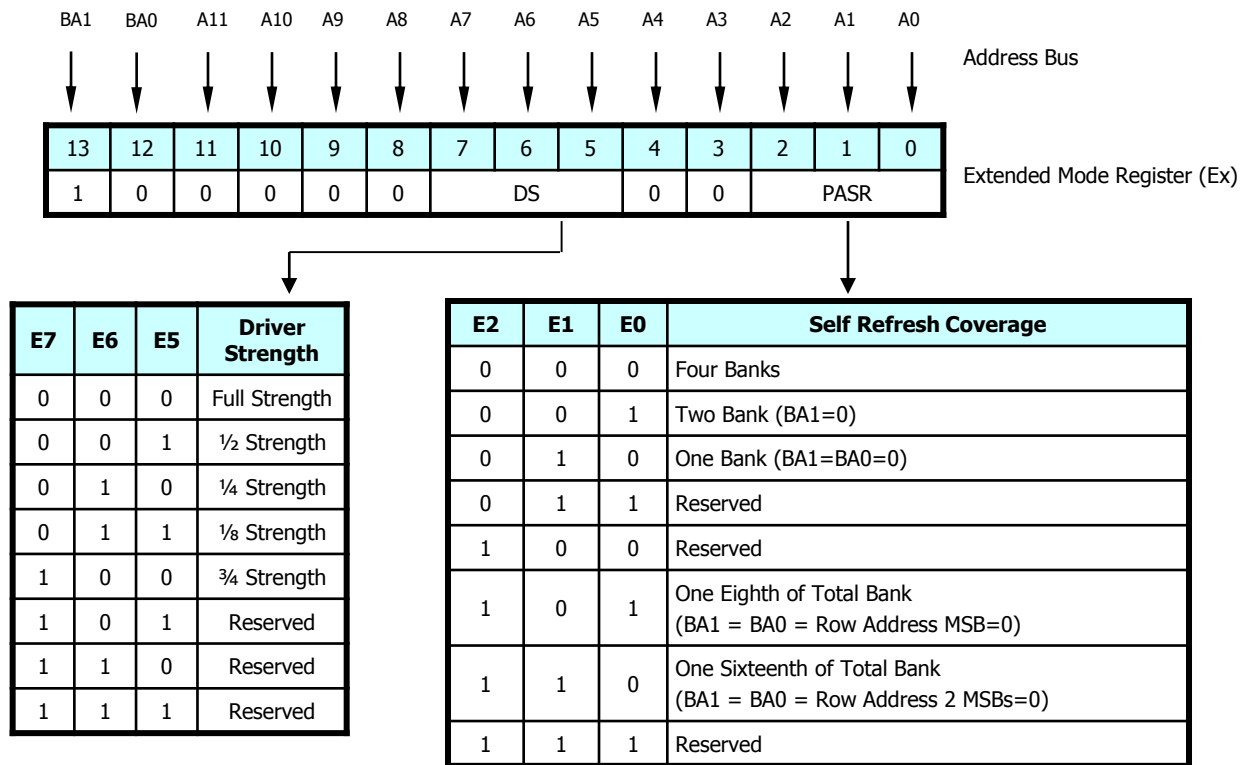 BA1 BA0 A11 A10 A9 A8 A7 A6 A5 A4 A3 A2 A1 A0
Address Bus
13 12 11 10 9 8 7 6 5 4 3 2 1 0
1 0 0 0 0 0 DS 0 0 PASR
Extended Mode Register (Ex)
E7 E6 E5 Driver
Strength
0 0 0 Full Strength
0 0 1 ½ Strength
0 1 0 ¼ Strength
0 1 1 ⅛ Strength
1 0 0 ¾ Strength
1 0 1 Reserved
1 1 0 Reserved
1 1 1 Reserved
E2 E1 E0 Self Refresh Coverage
0 0 0 Four Banks
0 0 1 Two Bank (BA1=0)
0 1 0 One Bank (BA1=BA0=0)
0 1 1 Reserved
1 0 0 Reserved
1 0 1 One Eighth of Total Bank
(BA1 = BA0 = Row Address MSB=0)
1 1 0 One Sixteenth of Total Bank
(BA1 = BA0 = Row Address 2 MSBs=0)
1 1 1 Reserved